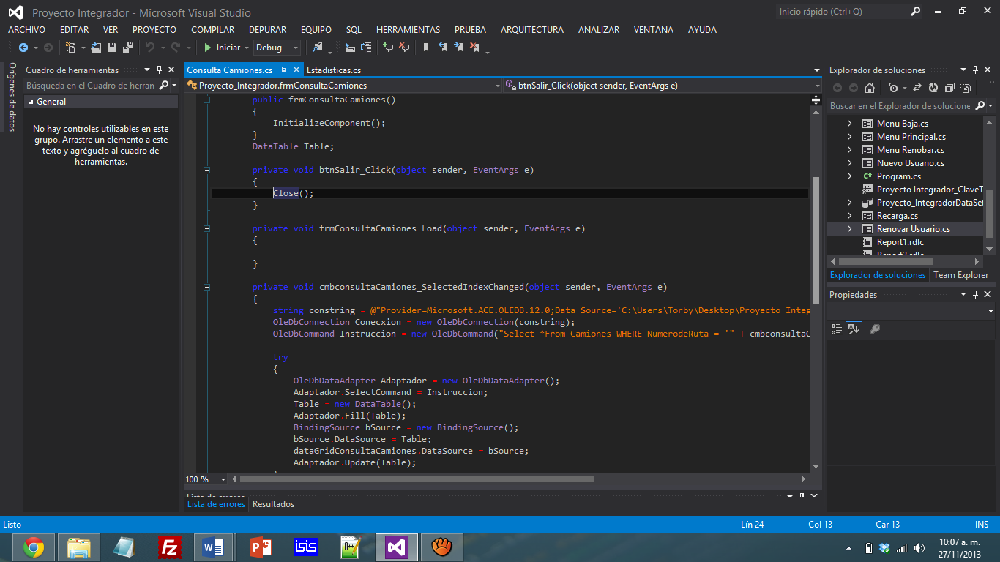 Proyecto Integrador - Microsoft Visual Studio
Inicio rápido (Ctrl+Q)
ARCHIVO EDITAR VER PROYECTO COMPILAR DEPURAR EQUIPO SQL HERRAMIENTAS PRUEBA ARQUITECTURA ANALIZAR VENTANA AYUDA
Iniciar Debug
Orígenes de datos
Cuadro de herramientas
Búsqueda en el Cuadro de herran
General
No hay controles utilizables en este
grupo. Arrastre un elemento a este
texto y agréguelo al cuadro de
herramientas.
Consulta Camiones.cs Estadisticas.cs
Proyecto_Integrador.frmConsultaCamiones btnSalir_Click(object sender, EventArgs e)
public frmConsultaCamiones()
{
InitializeComponent();
}
DataTable Table;
private void btnSalir_Click(object sender, EventArgs e)
{
Close();
}
private void frmConsultaCamiones_Load(object sender, EventArgs e)
{
}
private void cmbconsultaCamiones_SelectedIndexChanged(object sender, EventArgs e)
{
string constring = @"Provider=Microsoft.ACE.OLEDB.12.0;Data Source='C:\Users\Torby\Desktop\Proyecto Integ
OleDbConnection Conecxion = new OleDbConnection(constring);
OleDbCommand Instruccion = new OleDbCommand("Select *From Camiones WHERE NumerodeRuta = '" + cmbconsultaC
try
{
OleDbDataAdapter Adaptador = new OleDbDataAdapter();
Adaptador.SelectCommand = Instruccion;
Table = new DataTable();
Adaptador.Fill(Table);
BindingSource bSource = new BindingSource();
bSource.DataSource = Table;
dataGridConsultaCamiones.DataSource = bSource;
Adaptador.Update(Table);
100 %
Lista de errores
Lista de errores Resultados
Explorador de soluciones
Buscar en el Explorador de soluciones
Menu Baja.cs
Menu Principal.cs
Menu Renobar.cs
Nuevo Usuario.cs
C# Program.cs
Proyecto Integrador_ClaveT
Proyecto_IntegradorDataSet
Recarga.cs
Renovar Usuario.cs
Report1.rdlc
Report2.rdlc
Explorador de soluciones Team Explorer
Propiedades
Listo Lín 24 Col 13 Car 13 INS
isis
10:07 a. m.
27/11/2013